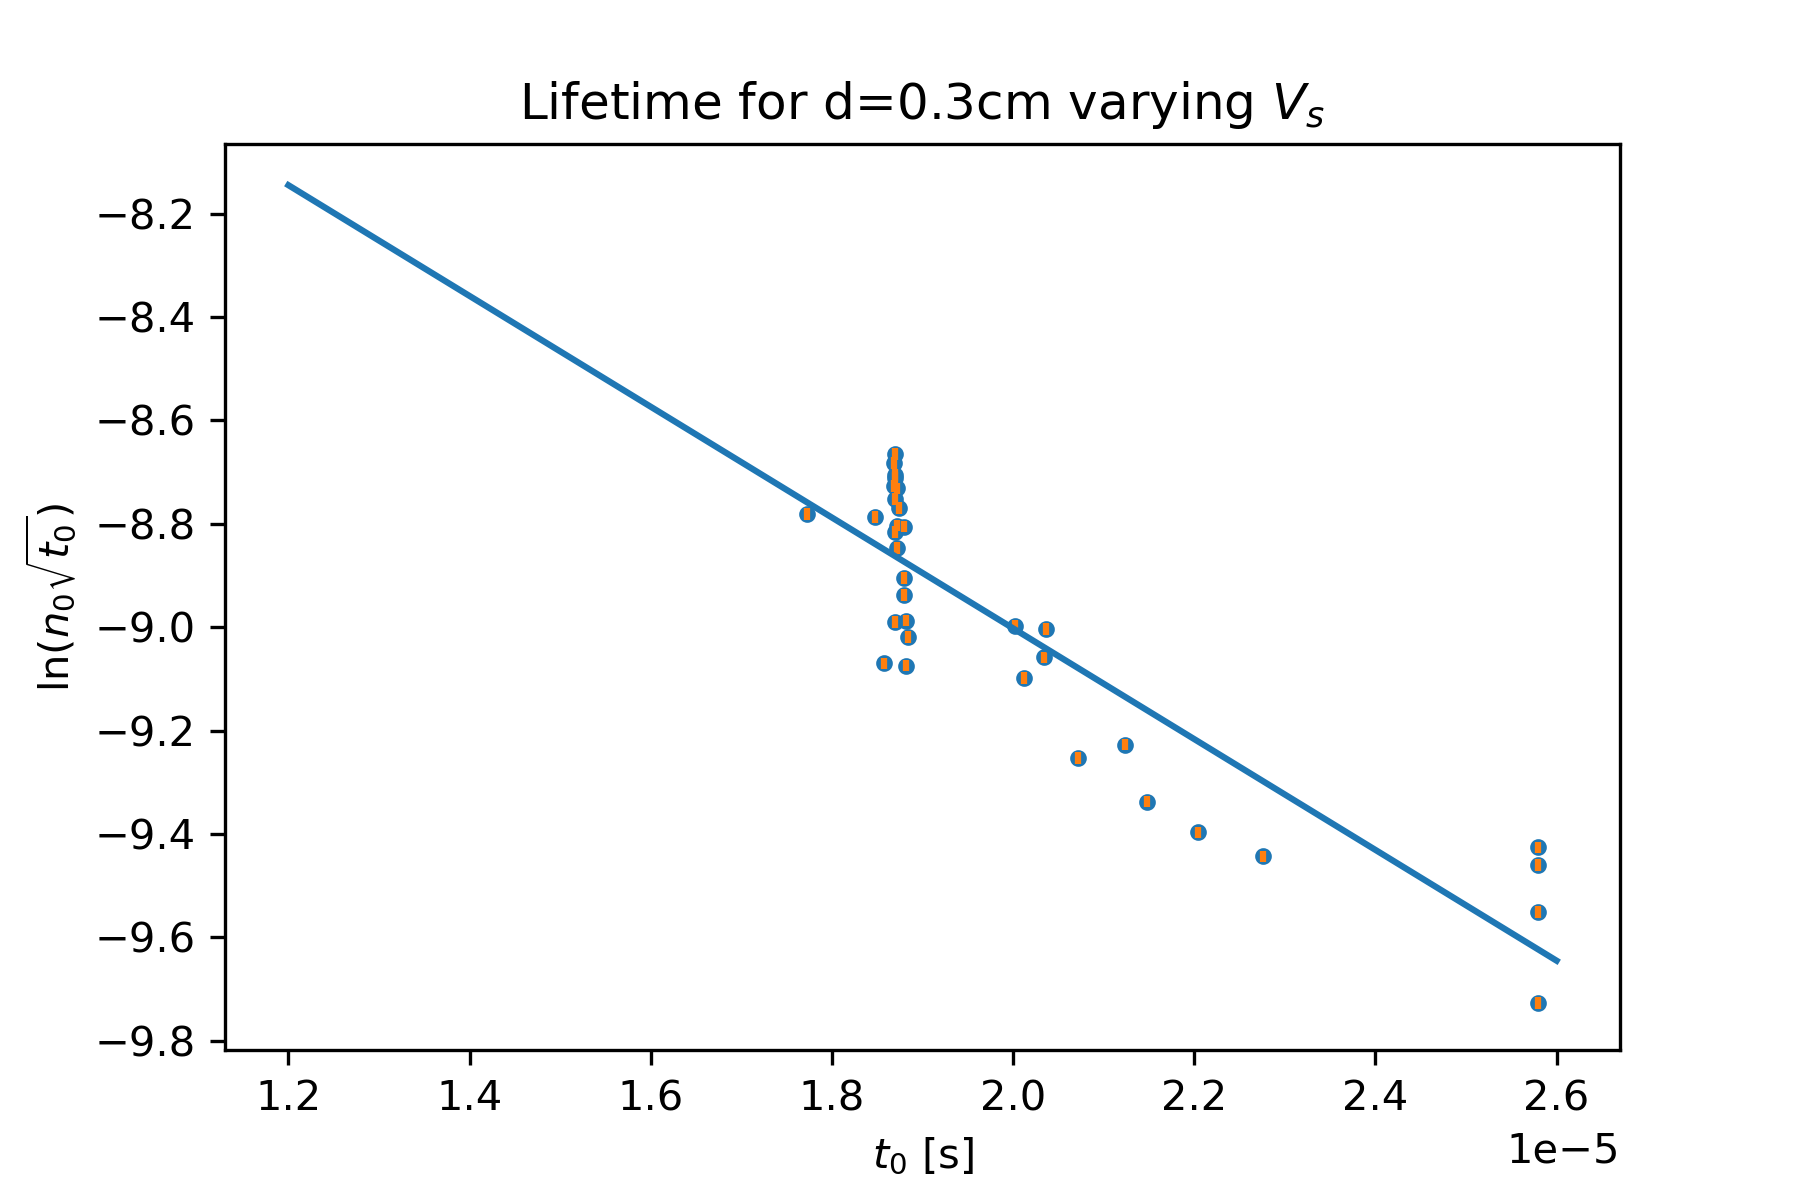 Lifetime for d=0.3cm varying $V_s$
ln($n_0\sqrt{t_0}$)
−8.2
−8.4
−8.6
−8.8
−9.0
−9.2
−9.4
−9.6
−9.8
1.2 1.4 1.6 1.8 2.0 2.2 2.4 2.6
1e−5
$t_0$ [s]